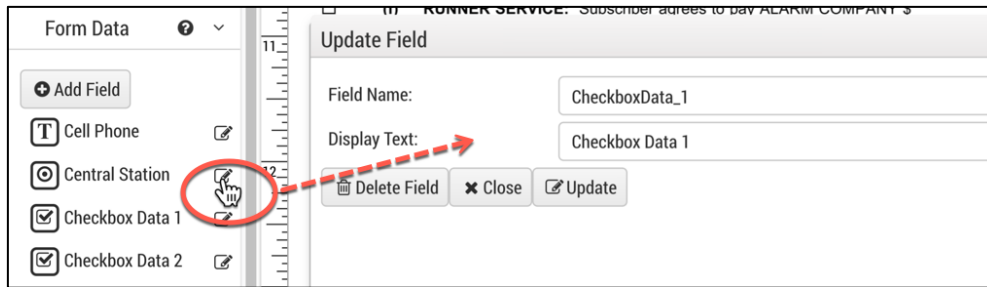 (f) RUNNER SERVICE: Subscriber agrees to pay ALARM COMPANY $
Form Data
11
Update Field
Add Field
Field Name:
CheckboxData_1
T Cell Phone
Display Text:
Checkbox Data 1
Central Station
12
Delete Field
Close
Update
Checkbox Data 1
Checkbox Data 2